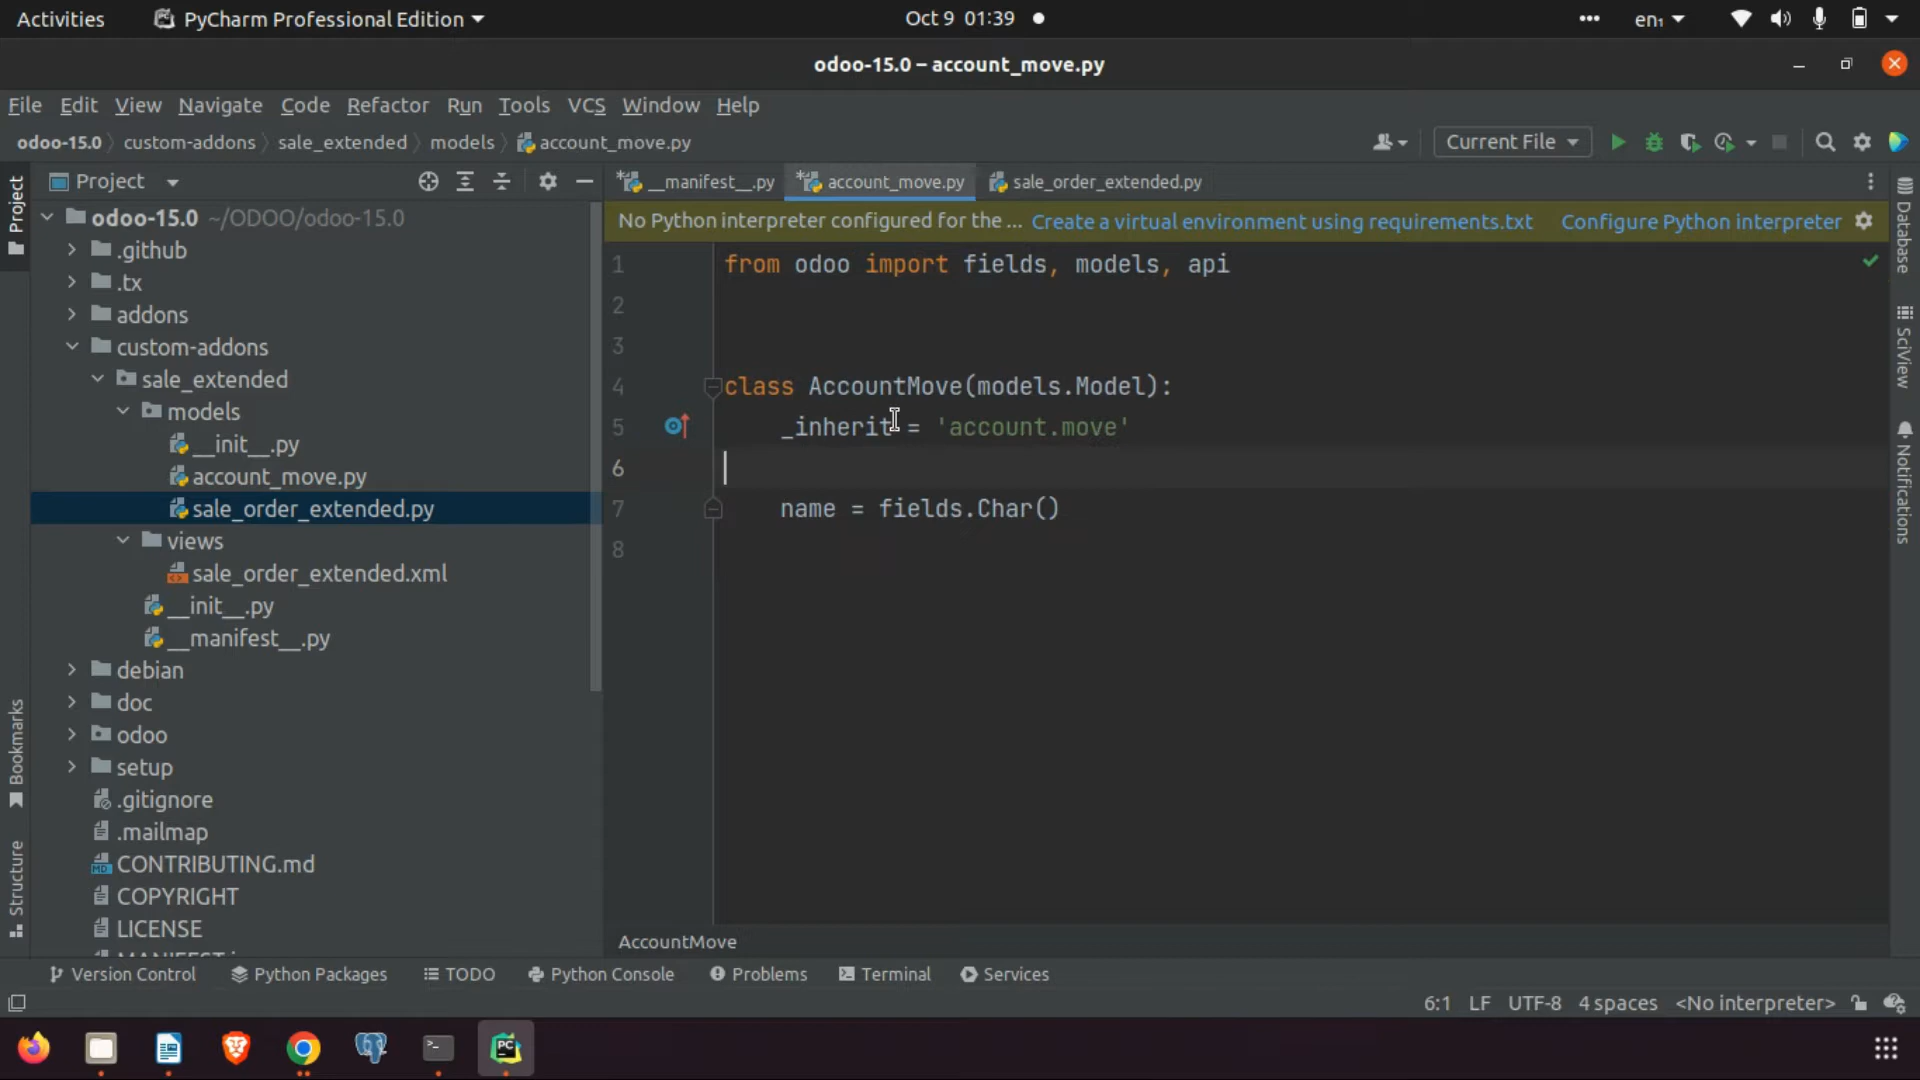 Activities
PyCharm Professional Edition
Oct 9 01:39
en₁
odoo-15.0 – account_move.py
File Edit View Navigate Code Refactor Run Tools VCS Window Help
odoo-15.0 custom-addons sale_extended models account_move.py
Current File
Project
Project
__manifest__.py
account_move.py
sale_order_extended.py
No Python interpreter configured for the ... Create a virtual environment using requirements.txt Configure Python interpreter
odoo-15.0 ~/ODOO/odoo-15.0
.github
.tx
addons
custom-addons
sale_extended
models
__init__.py
account_move.py
sale_order_extended.py
views
sale_order_extended.xml
__init__.py
__manifest__.py
debian
doc
odoo
setup
.gitignore
.mailmap
CONTRIBUTING.md
COPYRIGHT
LICENSE
1 from odoo import fields, models, api
2
3
4 class AccountMove(models.Model):
5 _inherit = 'account.move'
6
7 name = fields.Char()
8
AccountMove
Database
SciView
Notifications
Bookmarks
Structure
Version Control Python Packages TODO Python Console Problems Terminal Services
6:1 LF UTF-8 4 spaces <No interpreter>